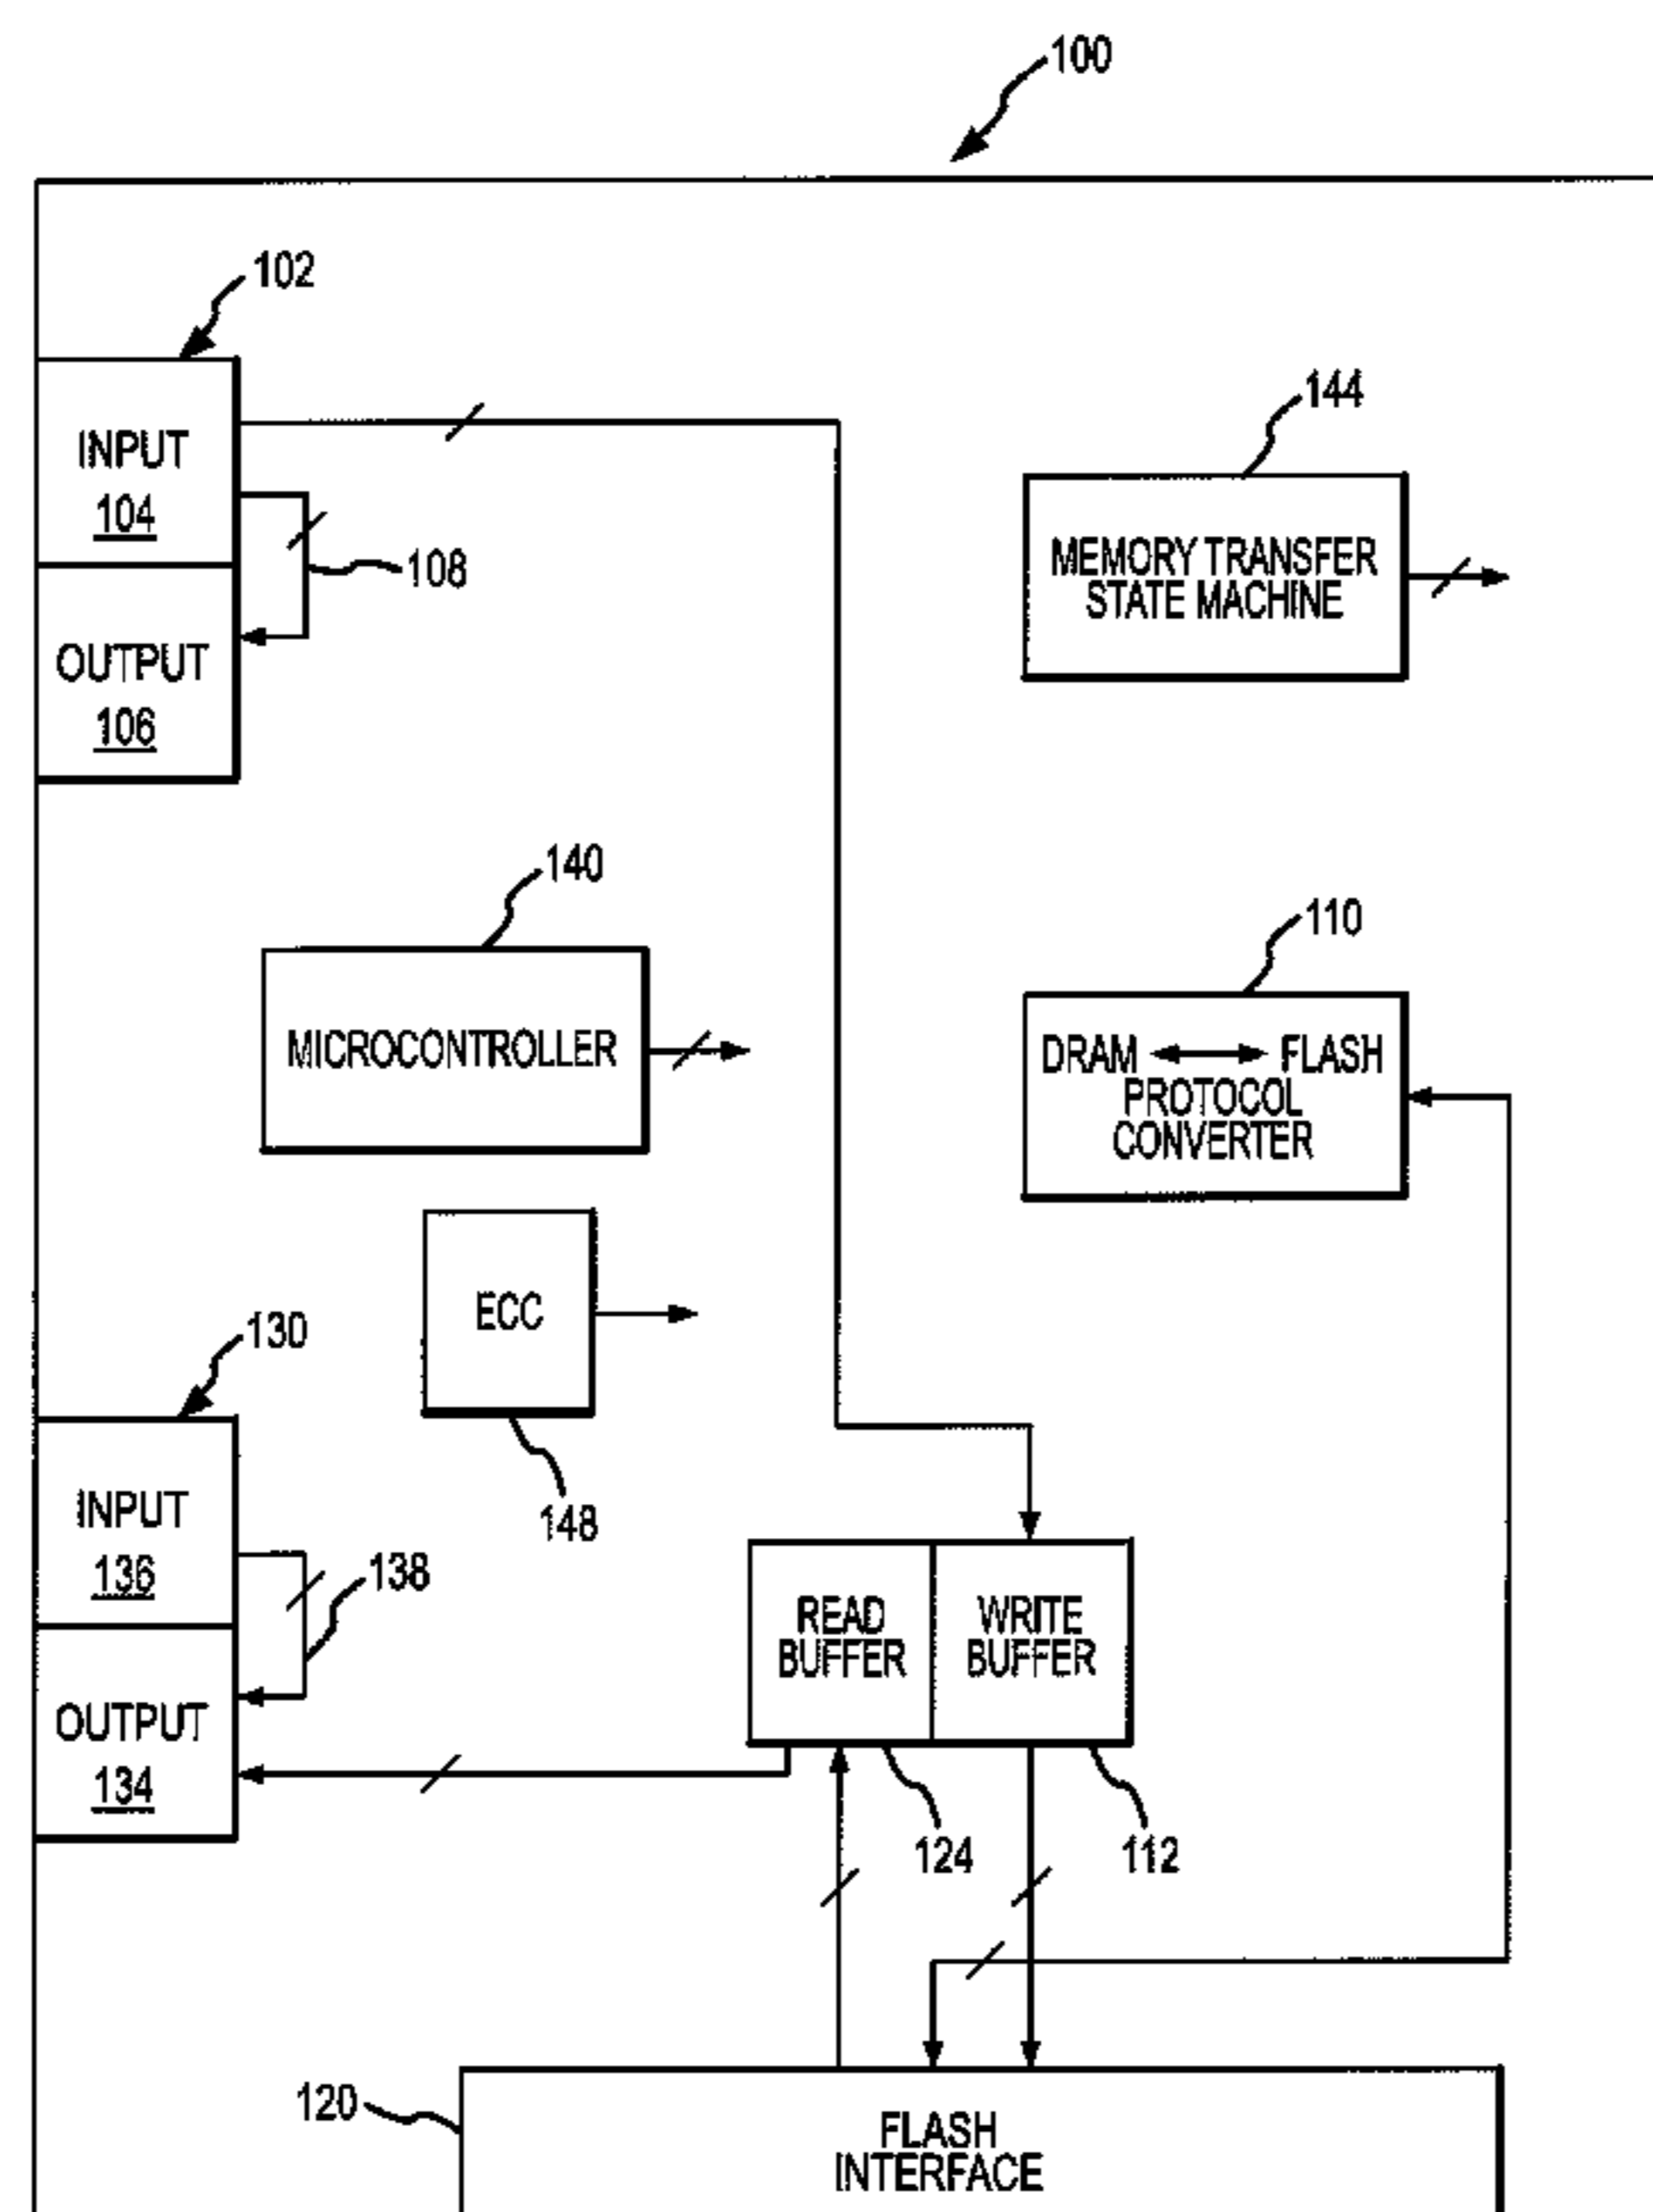 100
102
INPUT
104
108
OUTPUT
106
144
MEMORY TRANSFER
STATE MACHINE
140
MICROCONTROLLER
110
DRAM FLASH
PROTOCOL
CONVERTER
ECC
148
130
INPUT
136
138
OUTPUT
134
READ
BUFFER
WRITE
BUFFER
124
112
120
FLASH
INTERFACE